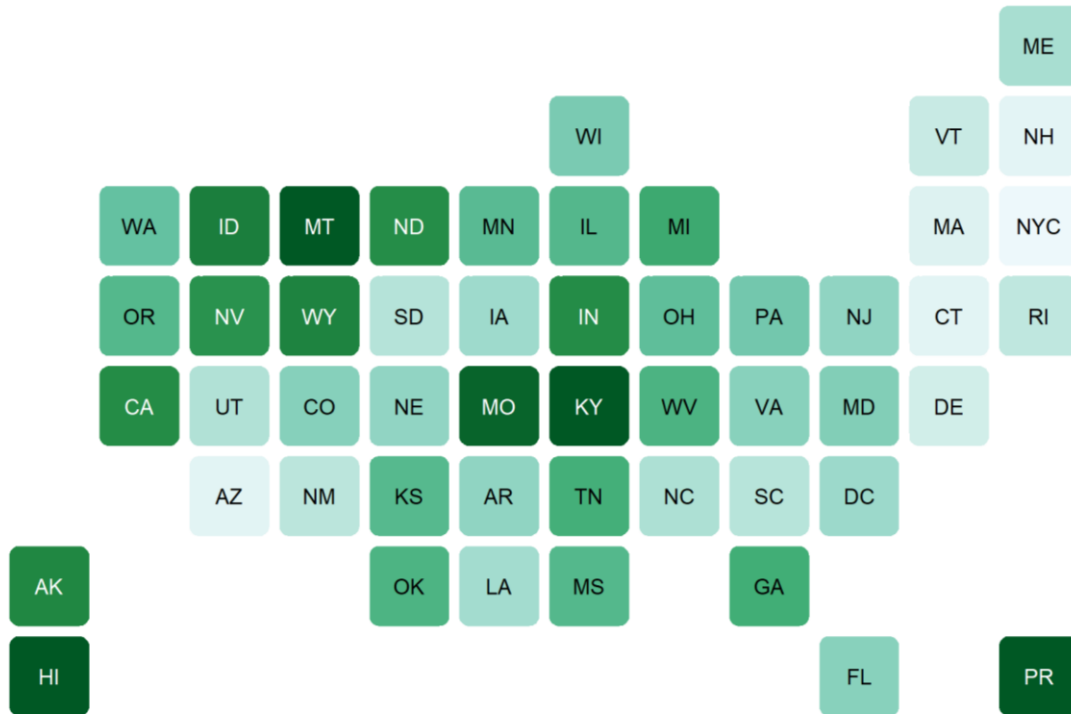 ME
WI VT NH
WA ID MT ND MN IL MI MA NYC
OR NV WY SD IA IN OH PA NJ CT RI
CA UT CO NE MO KY WV VA MD DE
AZ NM KS AR TN NC SC DC
AK OK LA MS GA
HI FL PR